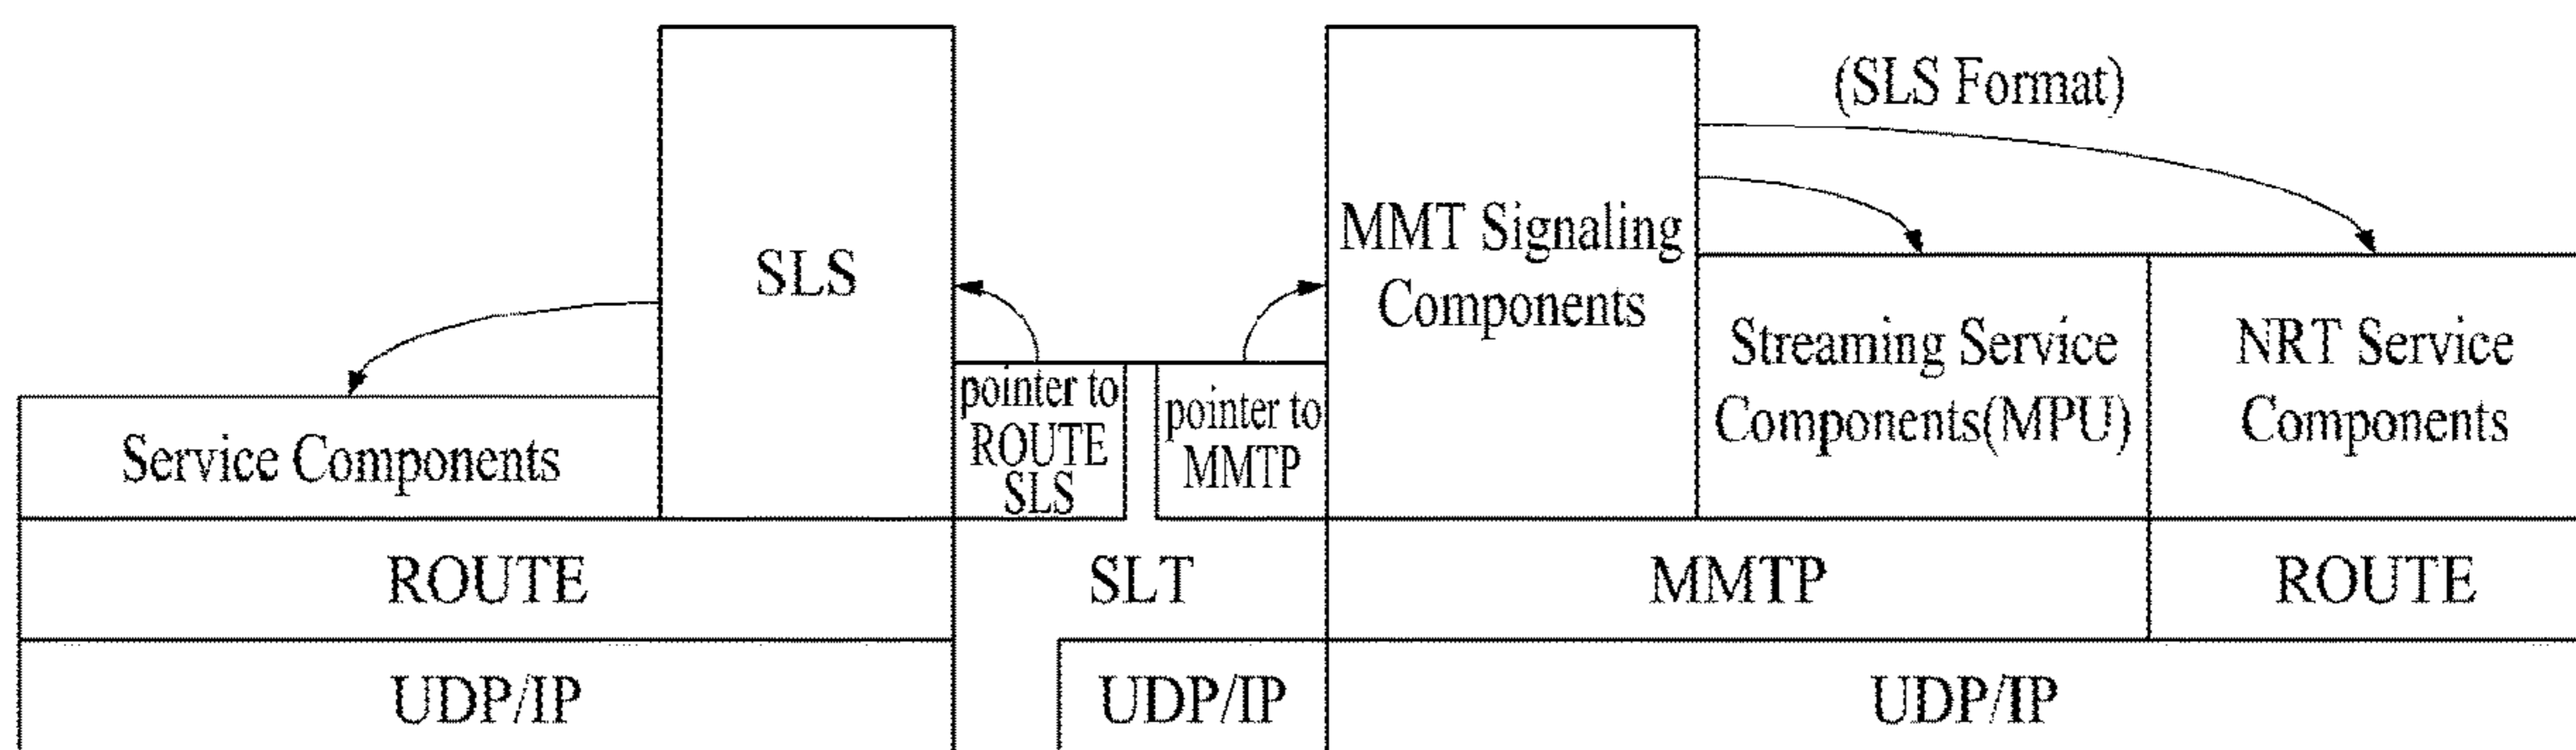 (SLS Format)
SLS
MMT Signaling
Components
Service Components
pointer to
ROUTE
SLS
pointer to
MMTP
Streaming Service
Components(MPU)
NRT Service
Components
ROUTE
SLT
MMTP
ROUTE
UDP/IP
UDP/IP
UDP/IP